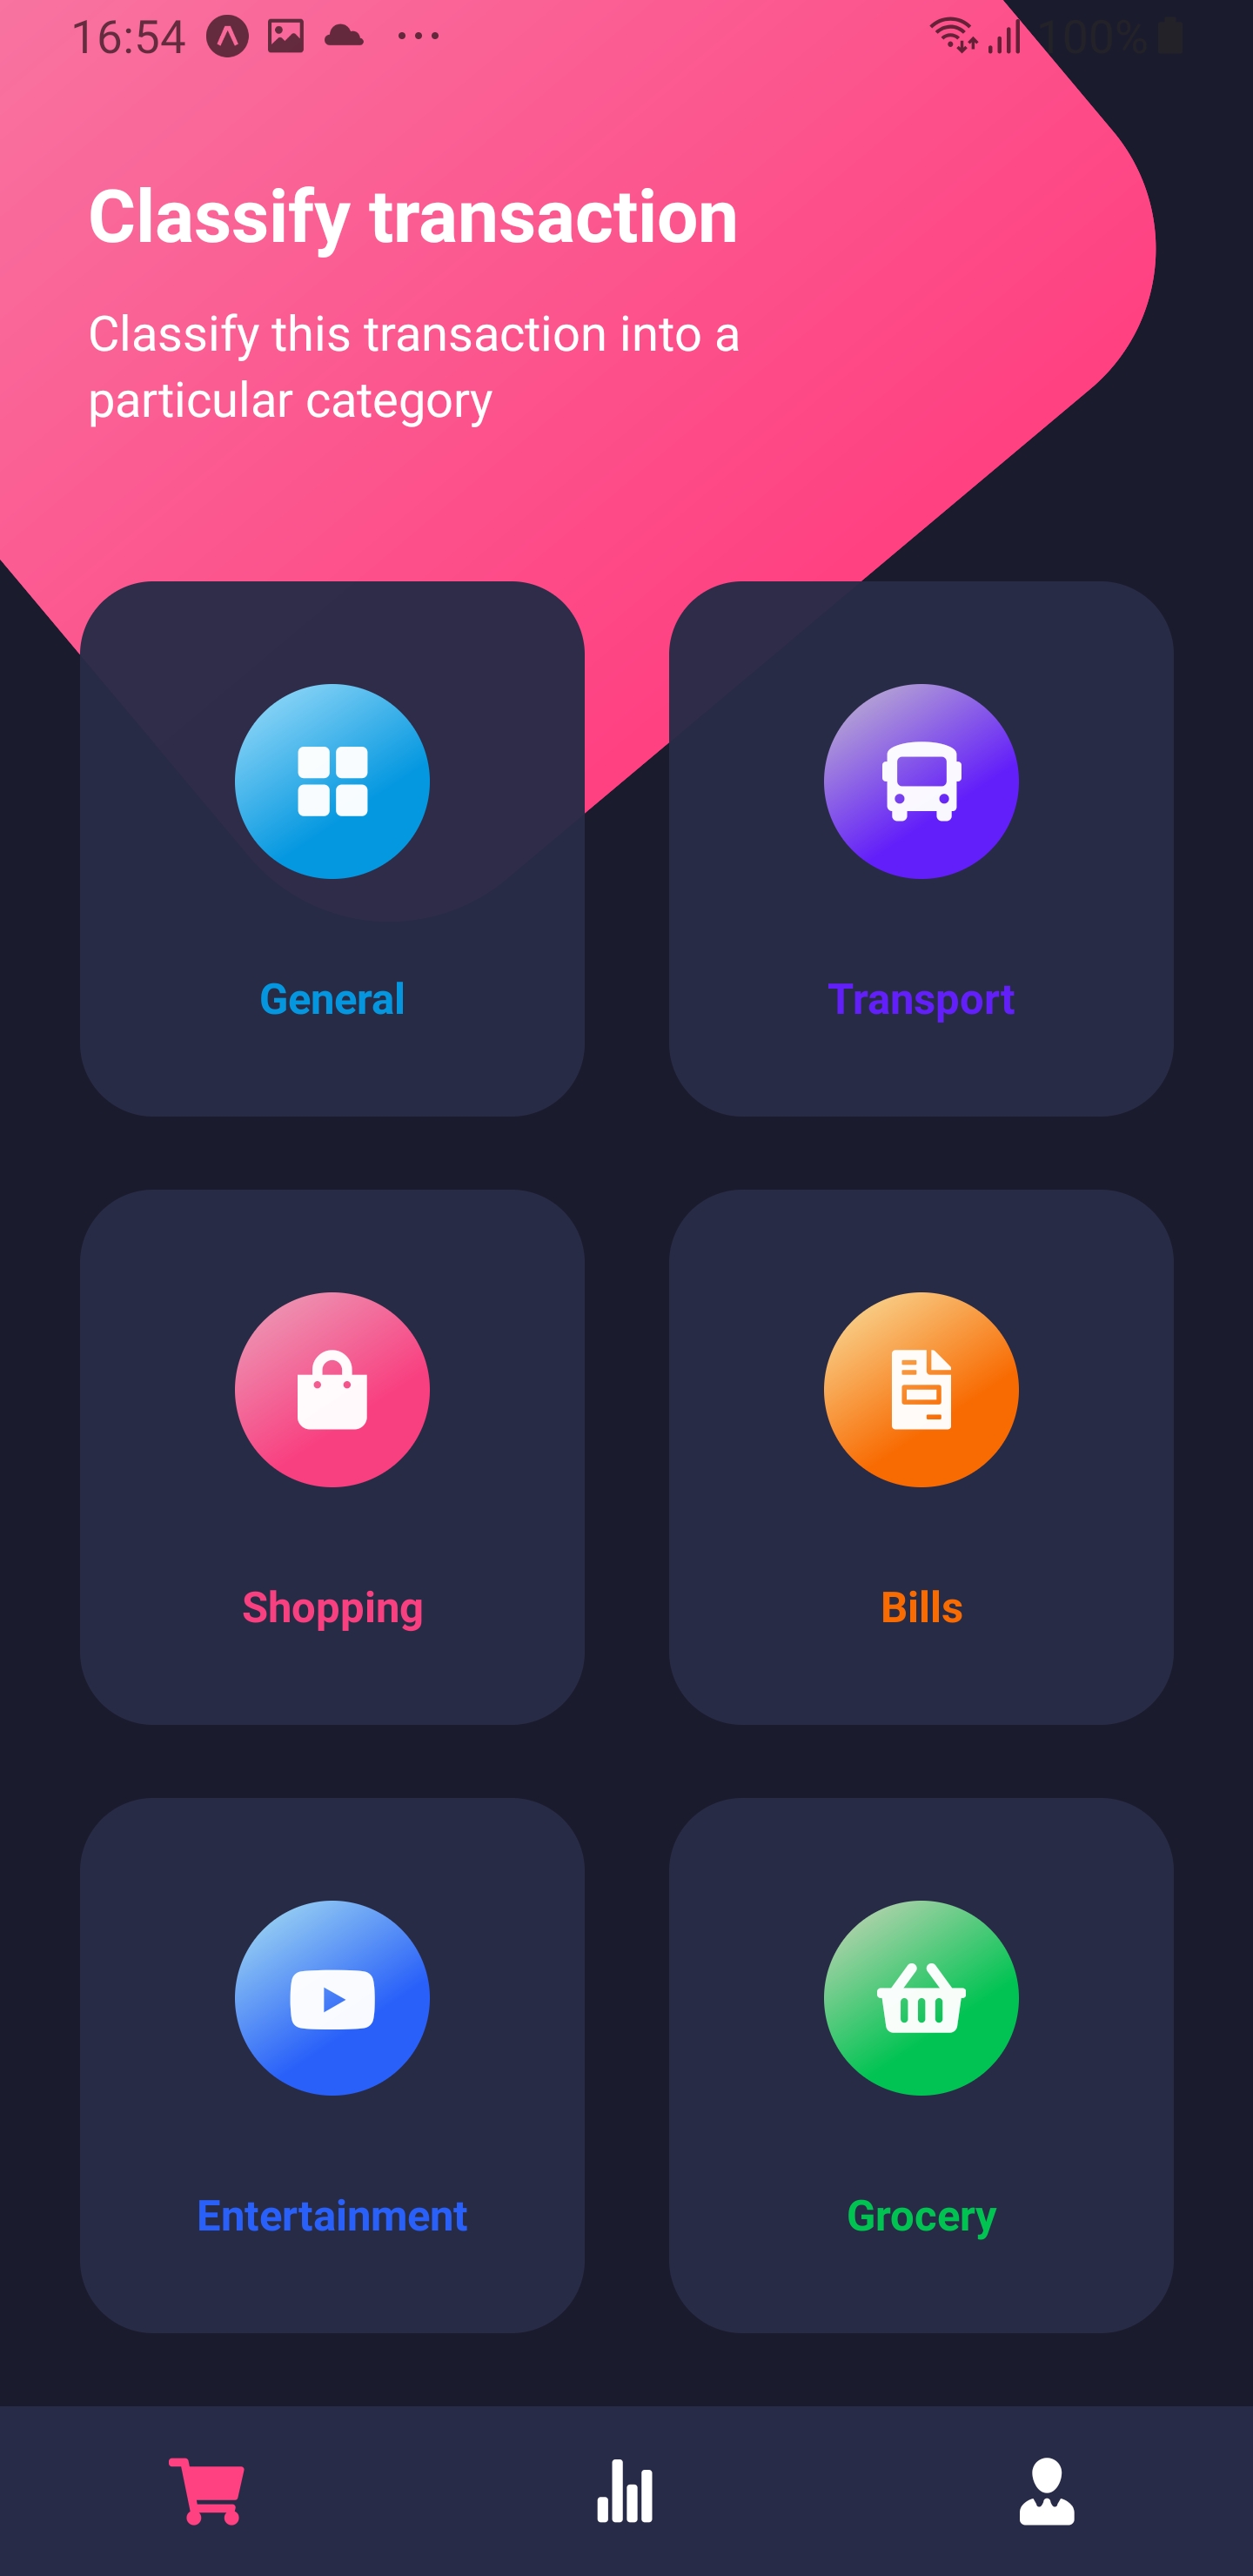 16:54 100%
Classify transaction
Classify this transaction into a
particular category
General Transport
Shopping Bills
Entertainment Grocery